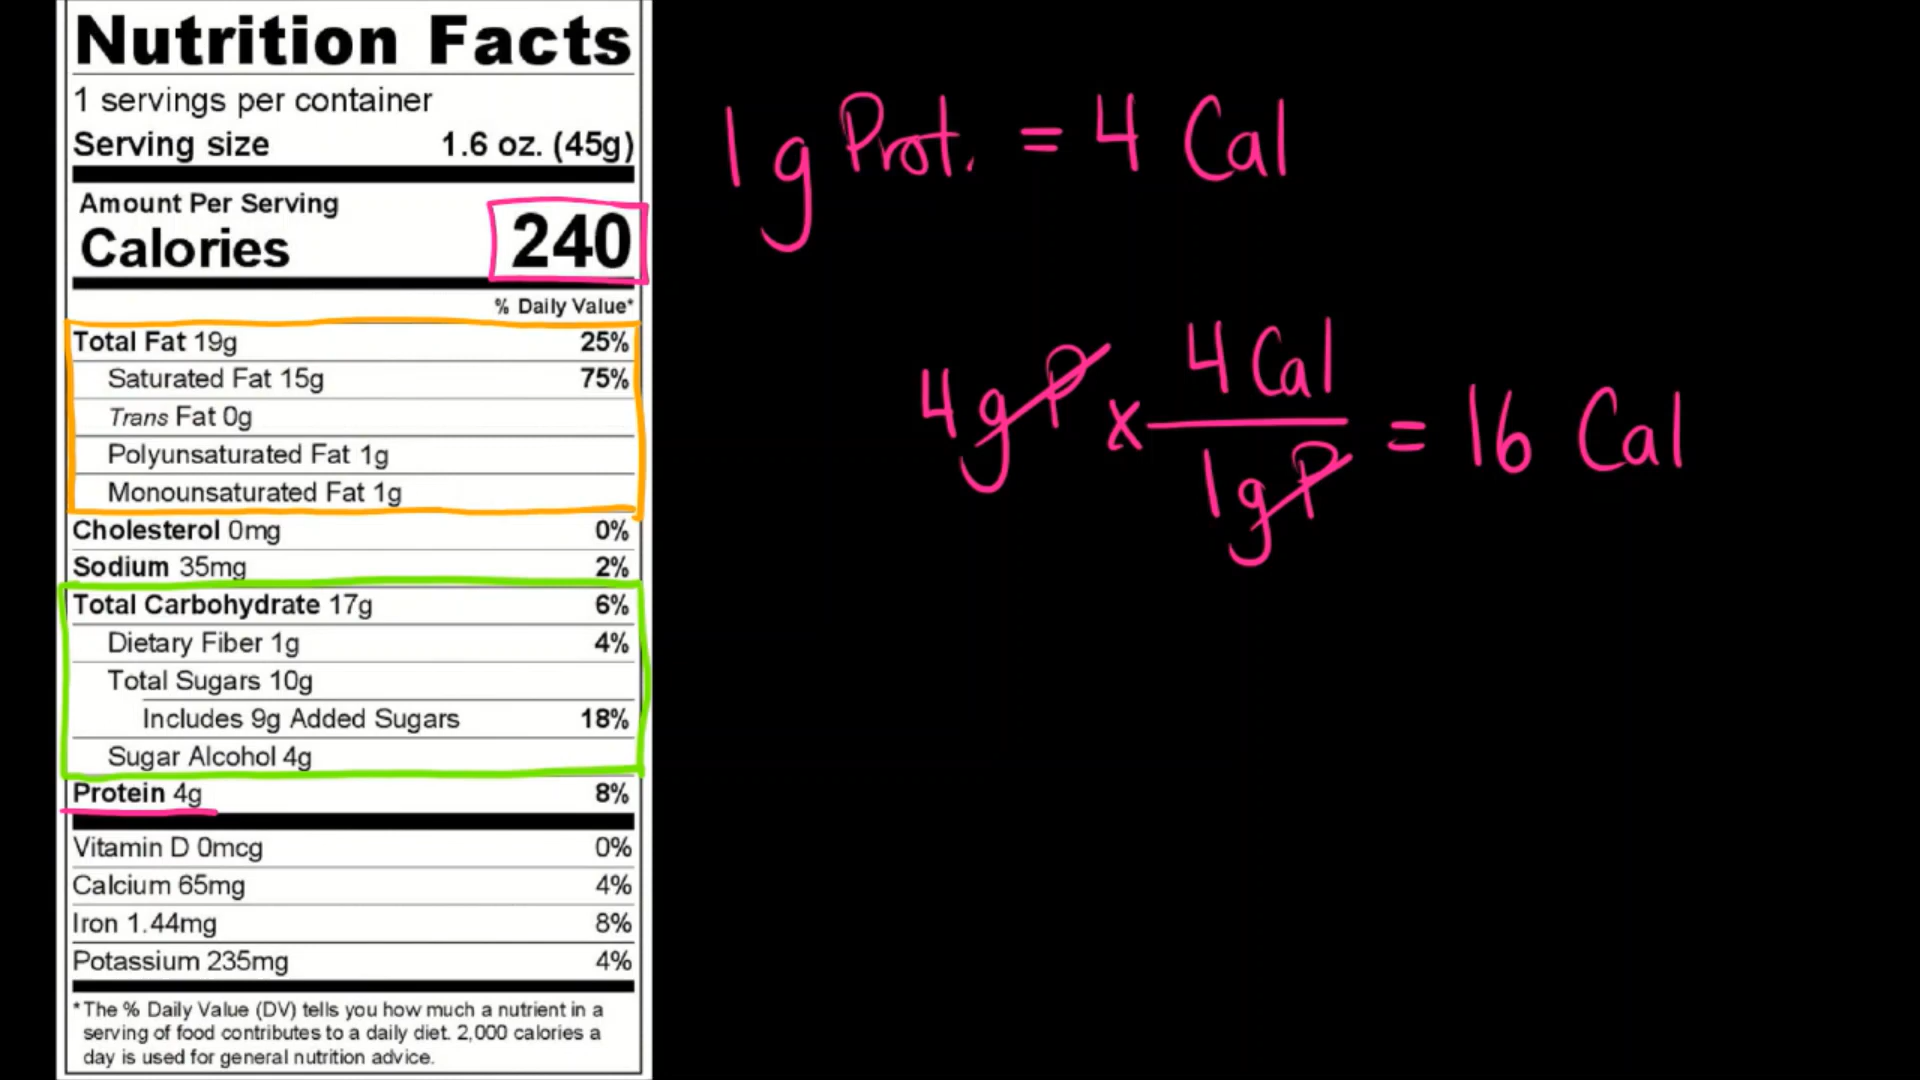 Nutrition Facts
1 servings per container
Serving size 1.6 oz. (45g)
Amount Per Serving
Calories 240
% Daily Value*
Total Fat 19g 25%
Saturated Fat 15g 75%
Trans Fat 0g
Polyunsaturated Fat 1g
Monounsaturated Fat 1g
Cholesterol 0mg 0%
Sodium 35mg 2%
Total Carbohydrate 17g 6%
Dietary Fiber 1g 4%
Total Sugars 10g
Includes 9g Added Sugars 18%
Sugar Alcohol 4g
Protein 4g 8%
Vitamin D 0mcg 0%
Calcium 65mg 4%
Iron 1.44mg 8%
Potassium 235mg 4%
*The % Daily Value (DV) tells you how much a nutrient in a
serving of food contributes to a daily diet. 2,000 calories a
day is used for general nutrition advice.
1g Prot. = 4 Cal
4g P x 4 Cal / 1g P = 16 Cal